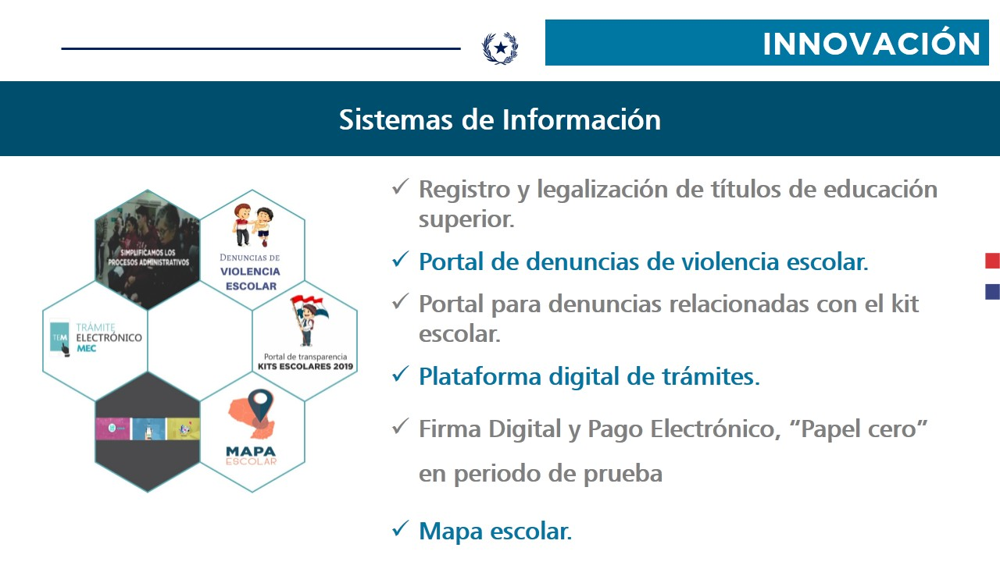 INNOVACIÓN
Sistemas de Información
SIMPLIFICAMOS LOS
PROCESOS ADMINISTRATIVOS
DENUNCIAS DE
VIOLENCIA
ESCOLAR
TEM
TRÁMITE
ELECTRÓNICO
MEC
Portal de transparencia
KITS ESCOLARES 2019
MAPA
ESCOLAR
✓ Registro y legalización de títulos de educación
superior.
✓ Portal de denuncias de violencia escolar.
✓ Portal para denuncias relacionadas con el kit
escolar.
✓ Plataforma digital de trámites.
✓ Firma Digital y Pago Electrónico, “Papel cero”
en periodo de prueba
✓ Mapa escolar.